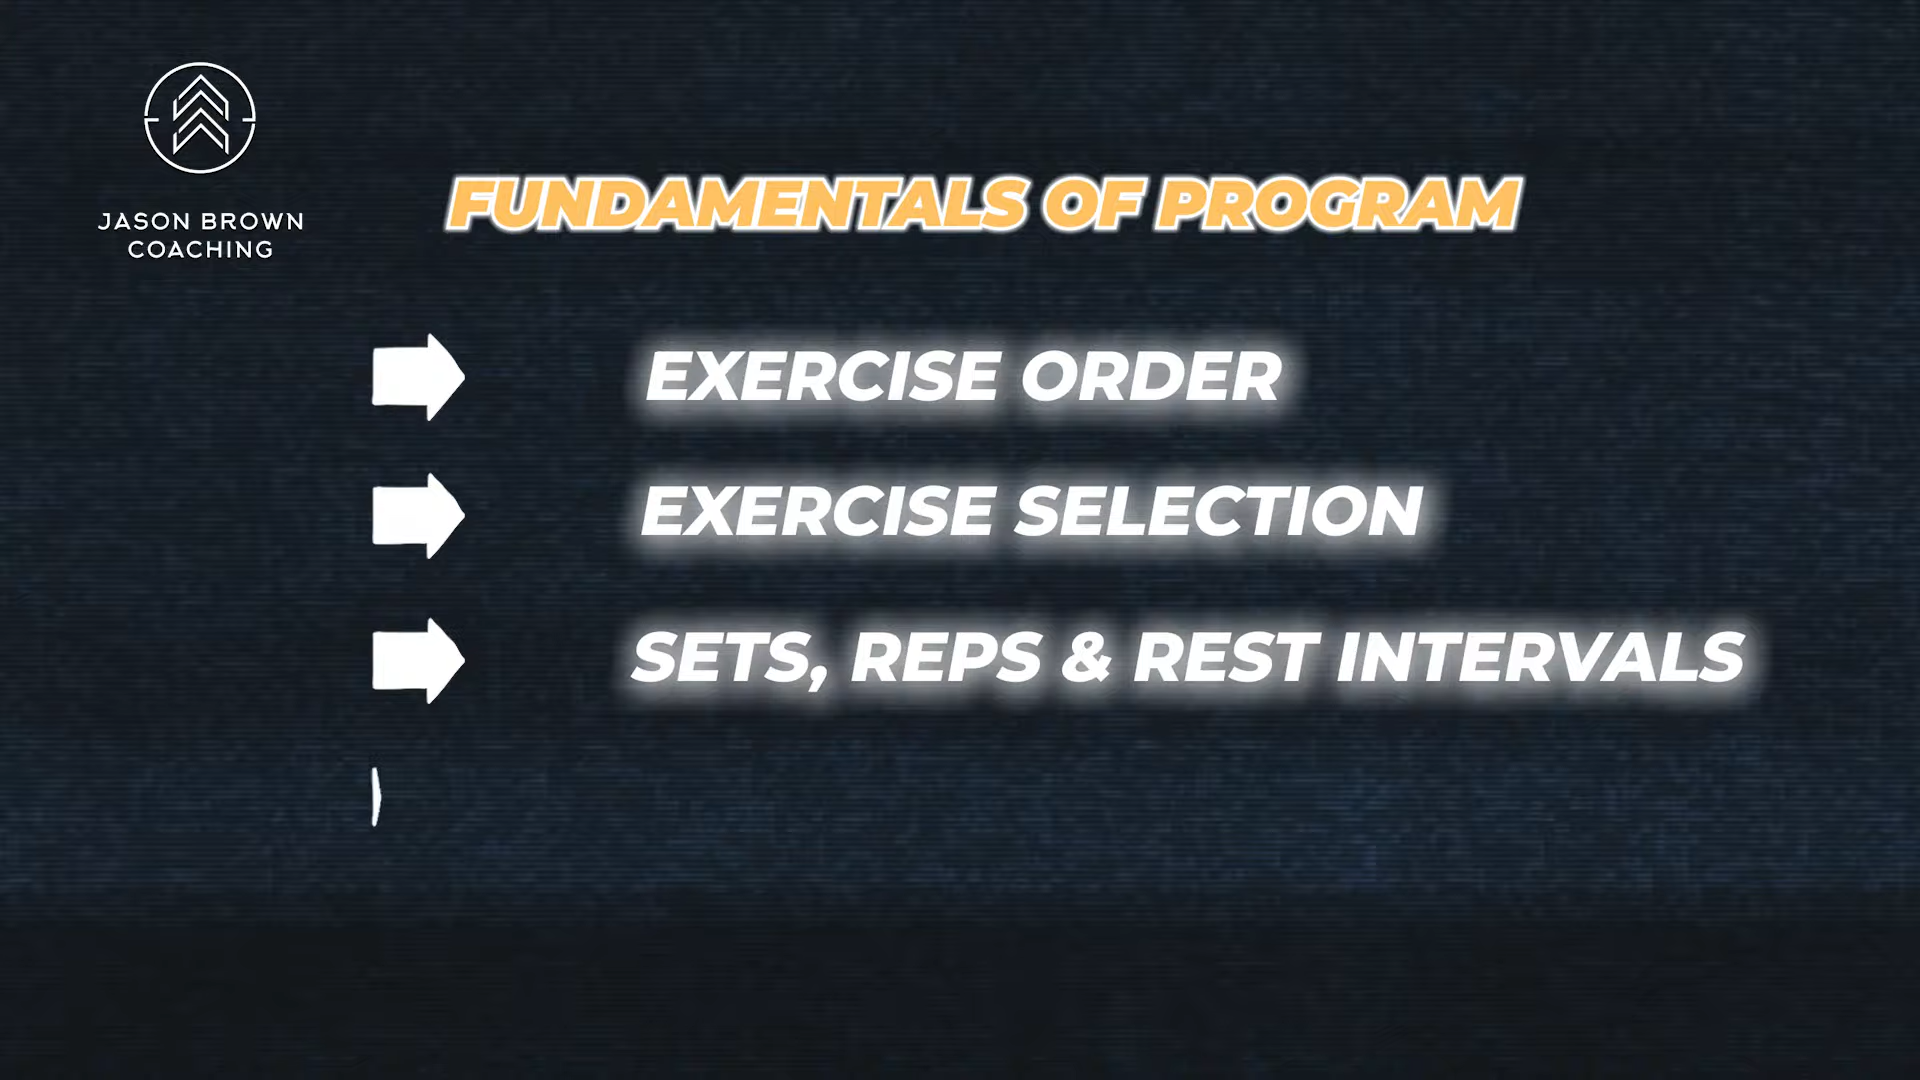 JASON BROWN
COACHING
FUNDAMENTALS OF PROGRAM
EXERCISE ORDER
EXERCISE SELECTION
SETS, REPS & REST INTERVALS